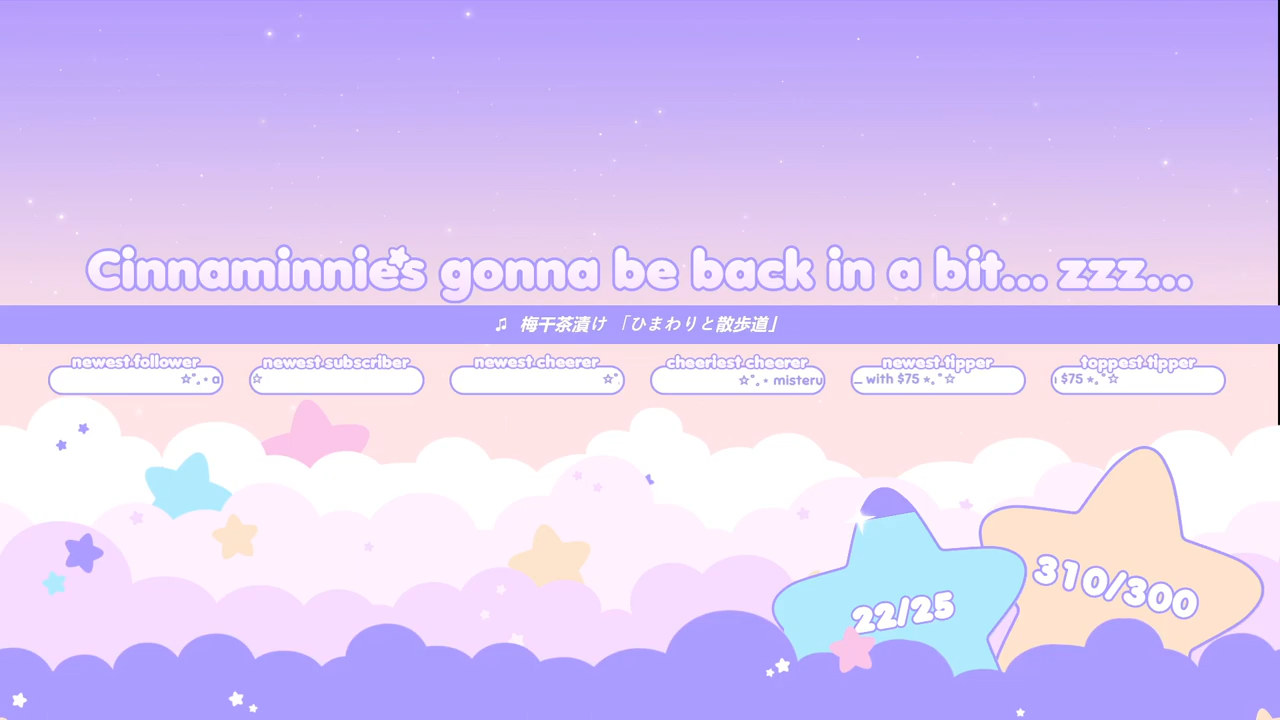 Cinnaminnie's gonna be back in a bit... zzz...
♫ 梅干茶漬け 「ひまわりと散歩道」
newest follower
newest subscriber
newest cheerer
cheeriest cheerer
newest tipper
toppest tipper
☆˚｡• a
☆
☆˚.
☆˚｡• misteru
_ with $75 ⋆｡˚☆
$75 ⋆｡˚☆
310/300
22/25